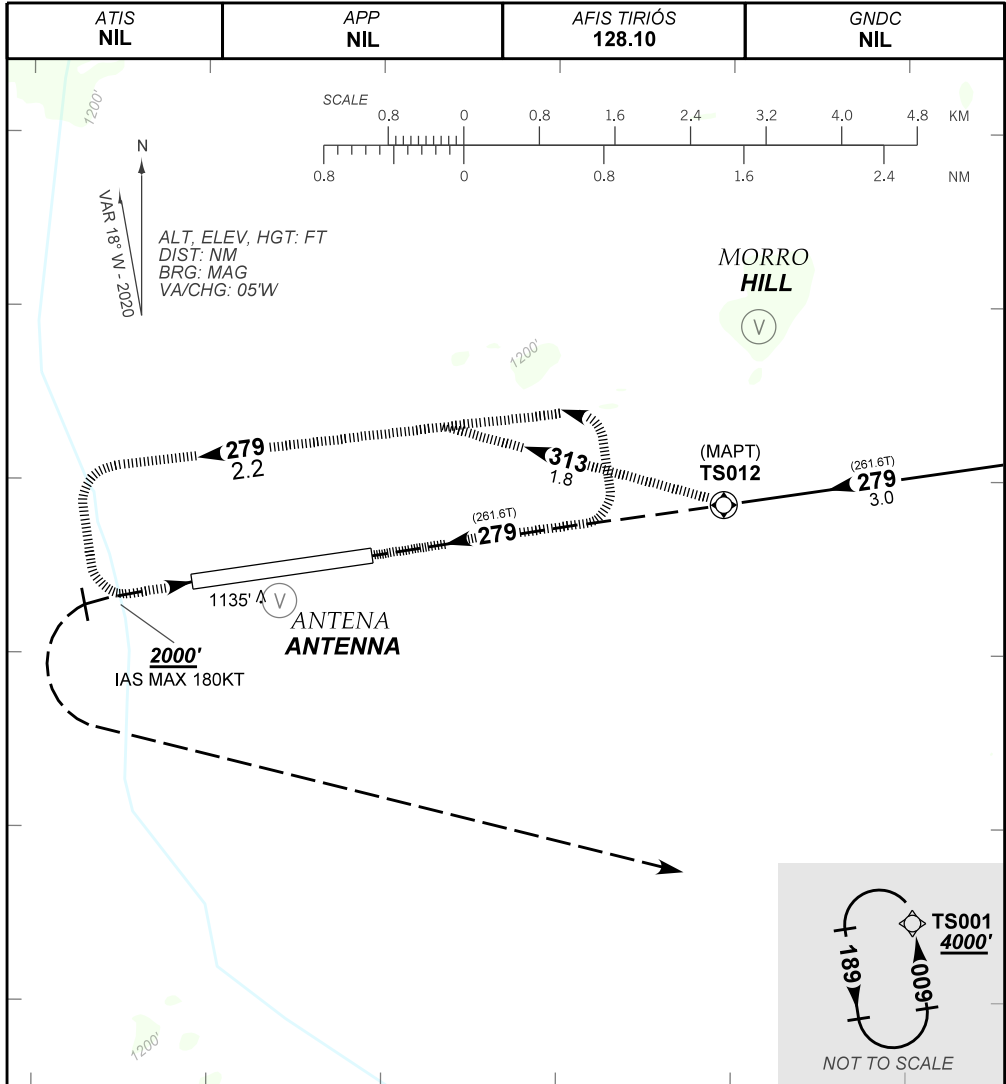 ATIS
NIL
APP
NIL
AFIS TIRIÓS
128.10
GNDC
NIL
1200'
SCALE
0.8 0 0.8 1.6 2.4 3.2 4.0 4.8 KM
0.8 0 0.8 1.6 2.4 NM
N
VAR 18° W - 2020
ALT, ELEV, HGT: FT
DIST: NM
BRG: MAG
VA/CHG: 05'W
MORRO
HILL
V
1200'
279
2.2
313
1.8
(MAPT)
TS012
(261.6T)
279
3.0
(261.6T)
279
1135'
V
ANTENA
ANTENNA
2000'
IAS MAX 180KT
TS001
4000'
189
009
NOT TO SCALE
1200'